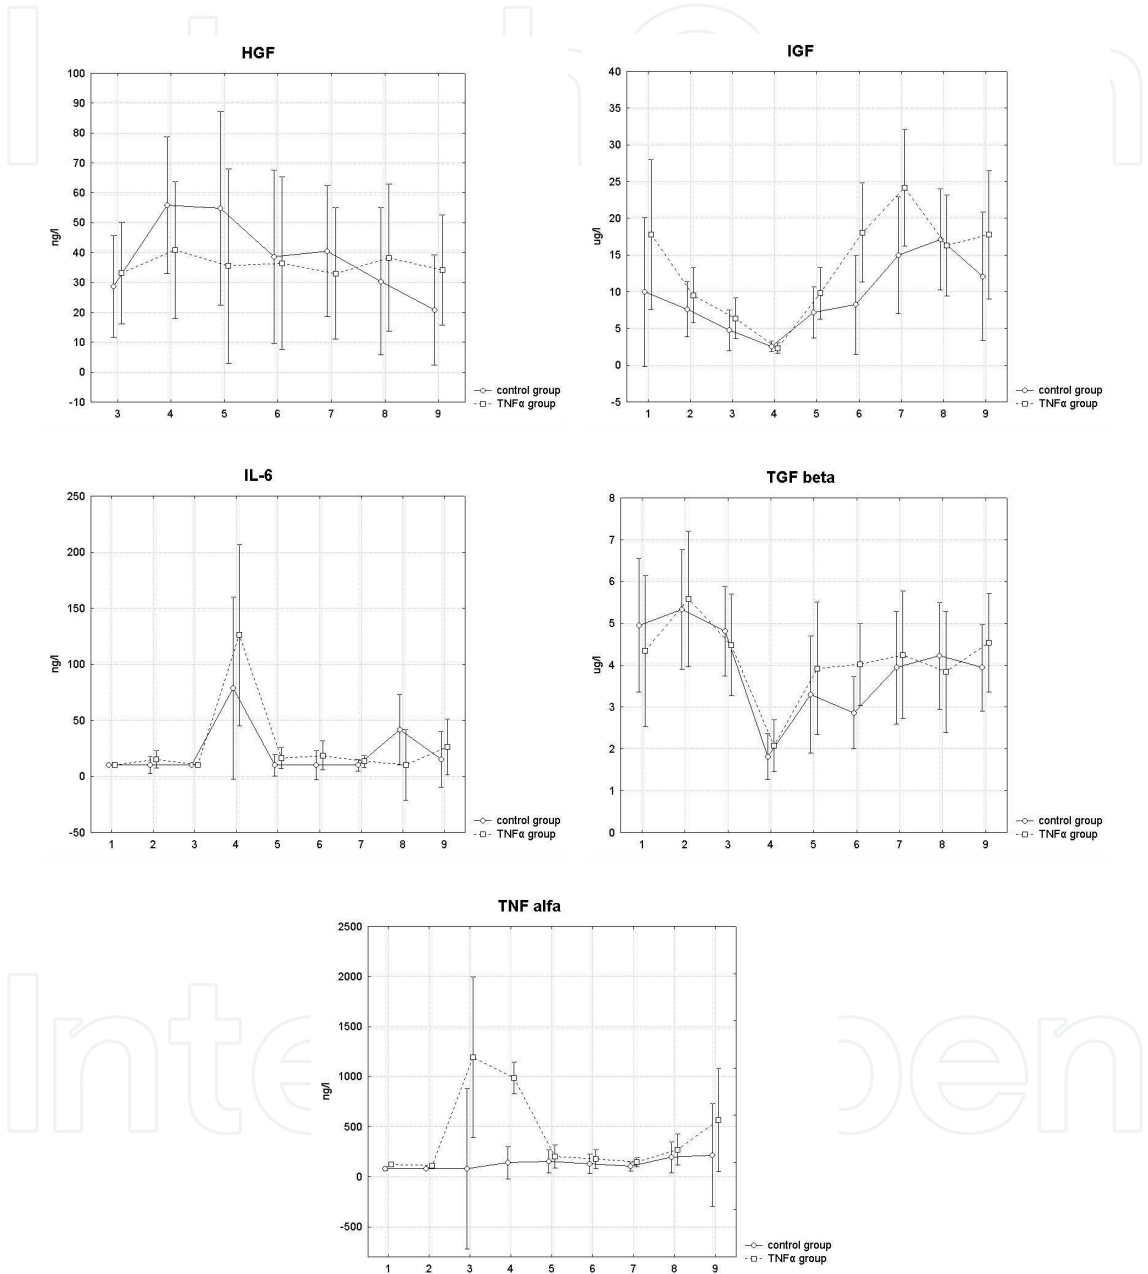 HGF
100
90
80
70
60
50
40
30
20
10
0
-10
ng/l
3 4 5 6 7 8 9
control group
TNFα group
IGF
40
35
30
25
20
15
10
5
0
-5
ug/l
1 2 3 4 5 6 7 8 9
control group
TNFα group
IL-6
250
200
150
100
50
0
-50
ng/l
1 2 3 4 5 6 7 8 9
control group
TNFα group
TGF beta
8
7
6
5
4
3
2
1
0
ug/l
1 2 3 4 5 6 7 8 9
control group
TNFα group
TNF alfa
2500
2000
1500
1000
500
0
-500
ng/l
1 2 3 4 5 6 7 8 9
control group
TNFα group